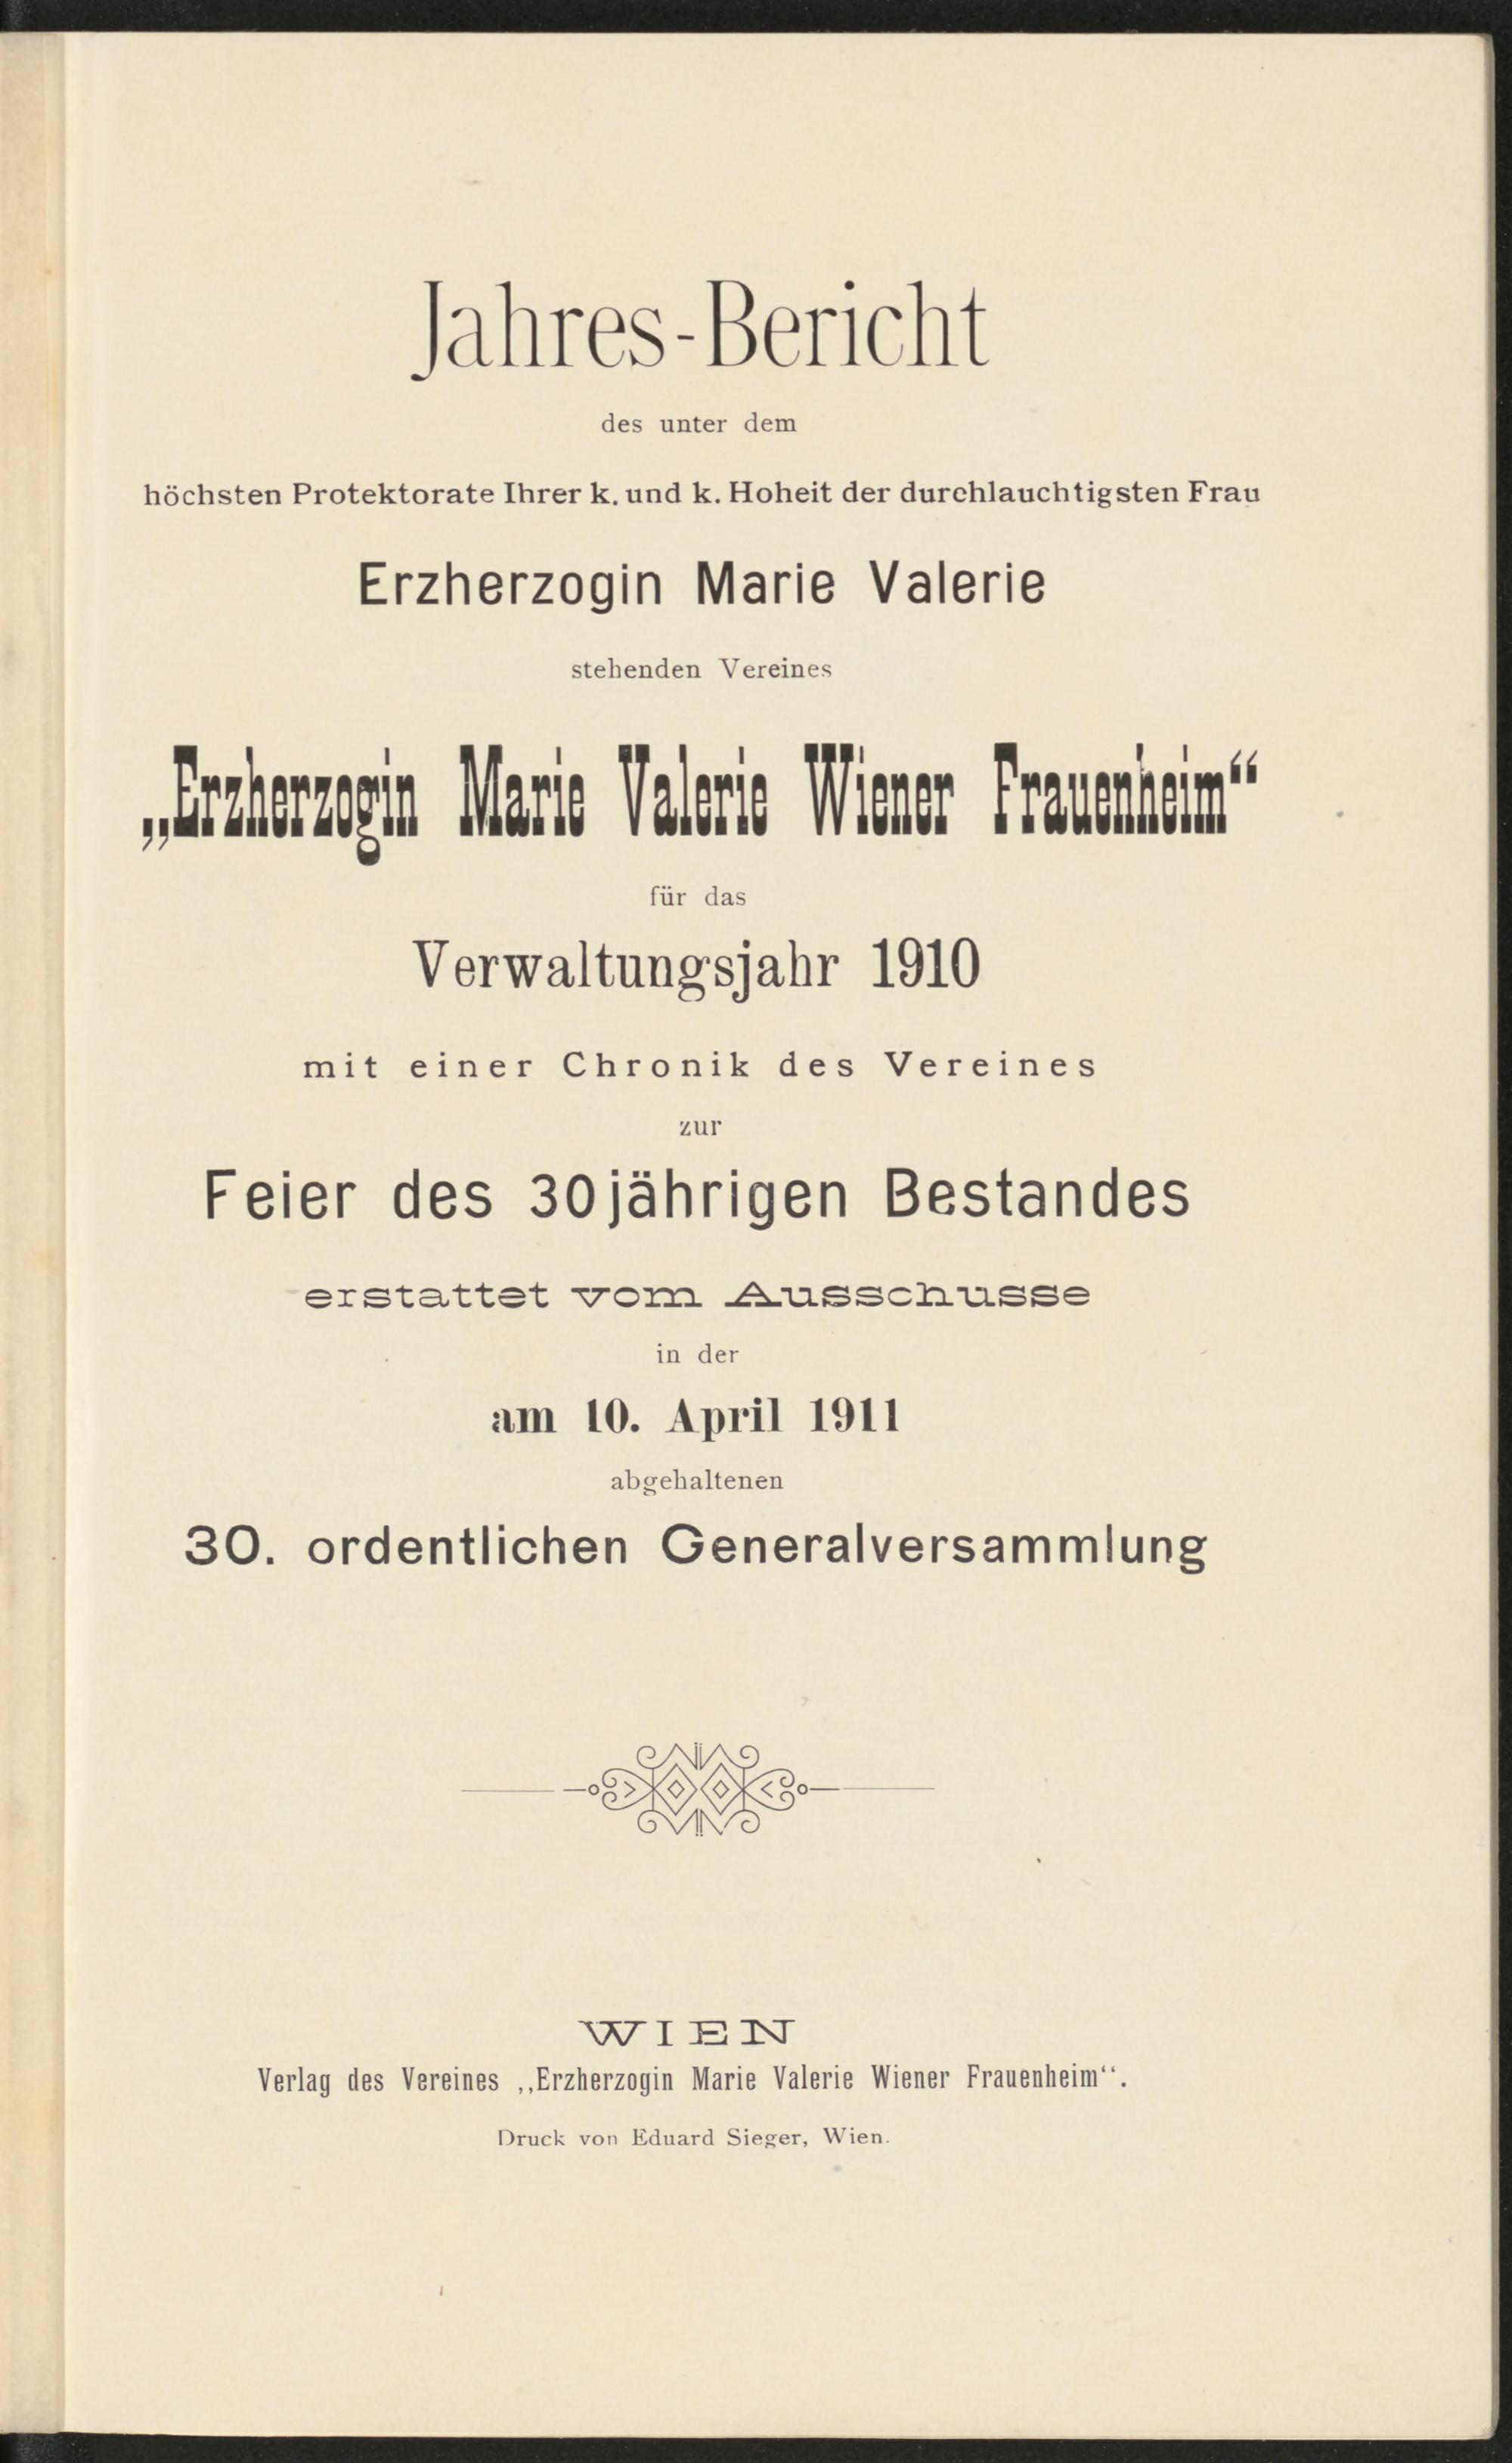 Jahres-Bericht
des unter dem
höchsten Protektorate Ihrer k. und k. Hoheit der durchlauchtigsten Frau
Erzherzogin Marie Valerie
stehenden Vereines
„Erzherzogin Marie Valerie Wiener Frauenheim“
für das
Verwaltungsjahr 1910
mit einer Chronik des Vereines
zur
Feier des 30jährigen Bestandes
erstattet vom Ausschusse
in der
am 10. April 1911
abgehaltenen
30. ordentlichen Generalversammlung
WIEN
Verlag des Vereines „Erzherzogin Marie Valerie Wiener Frauenheim“.
Druck von Eduard Sieger, Wien.